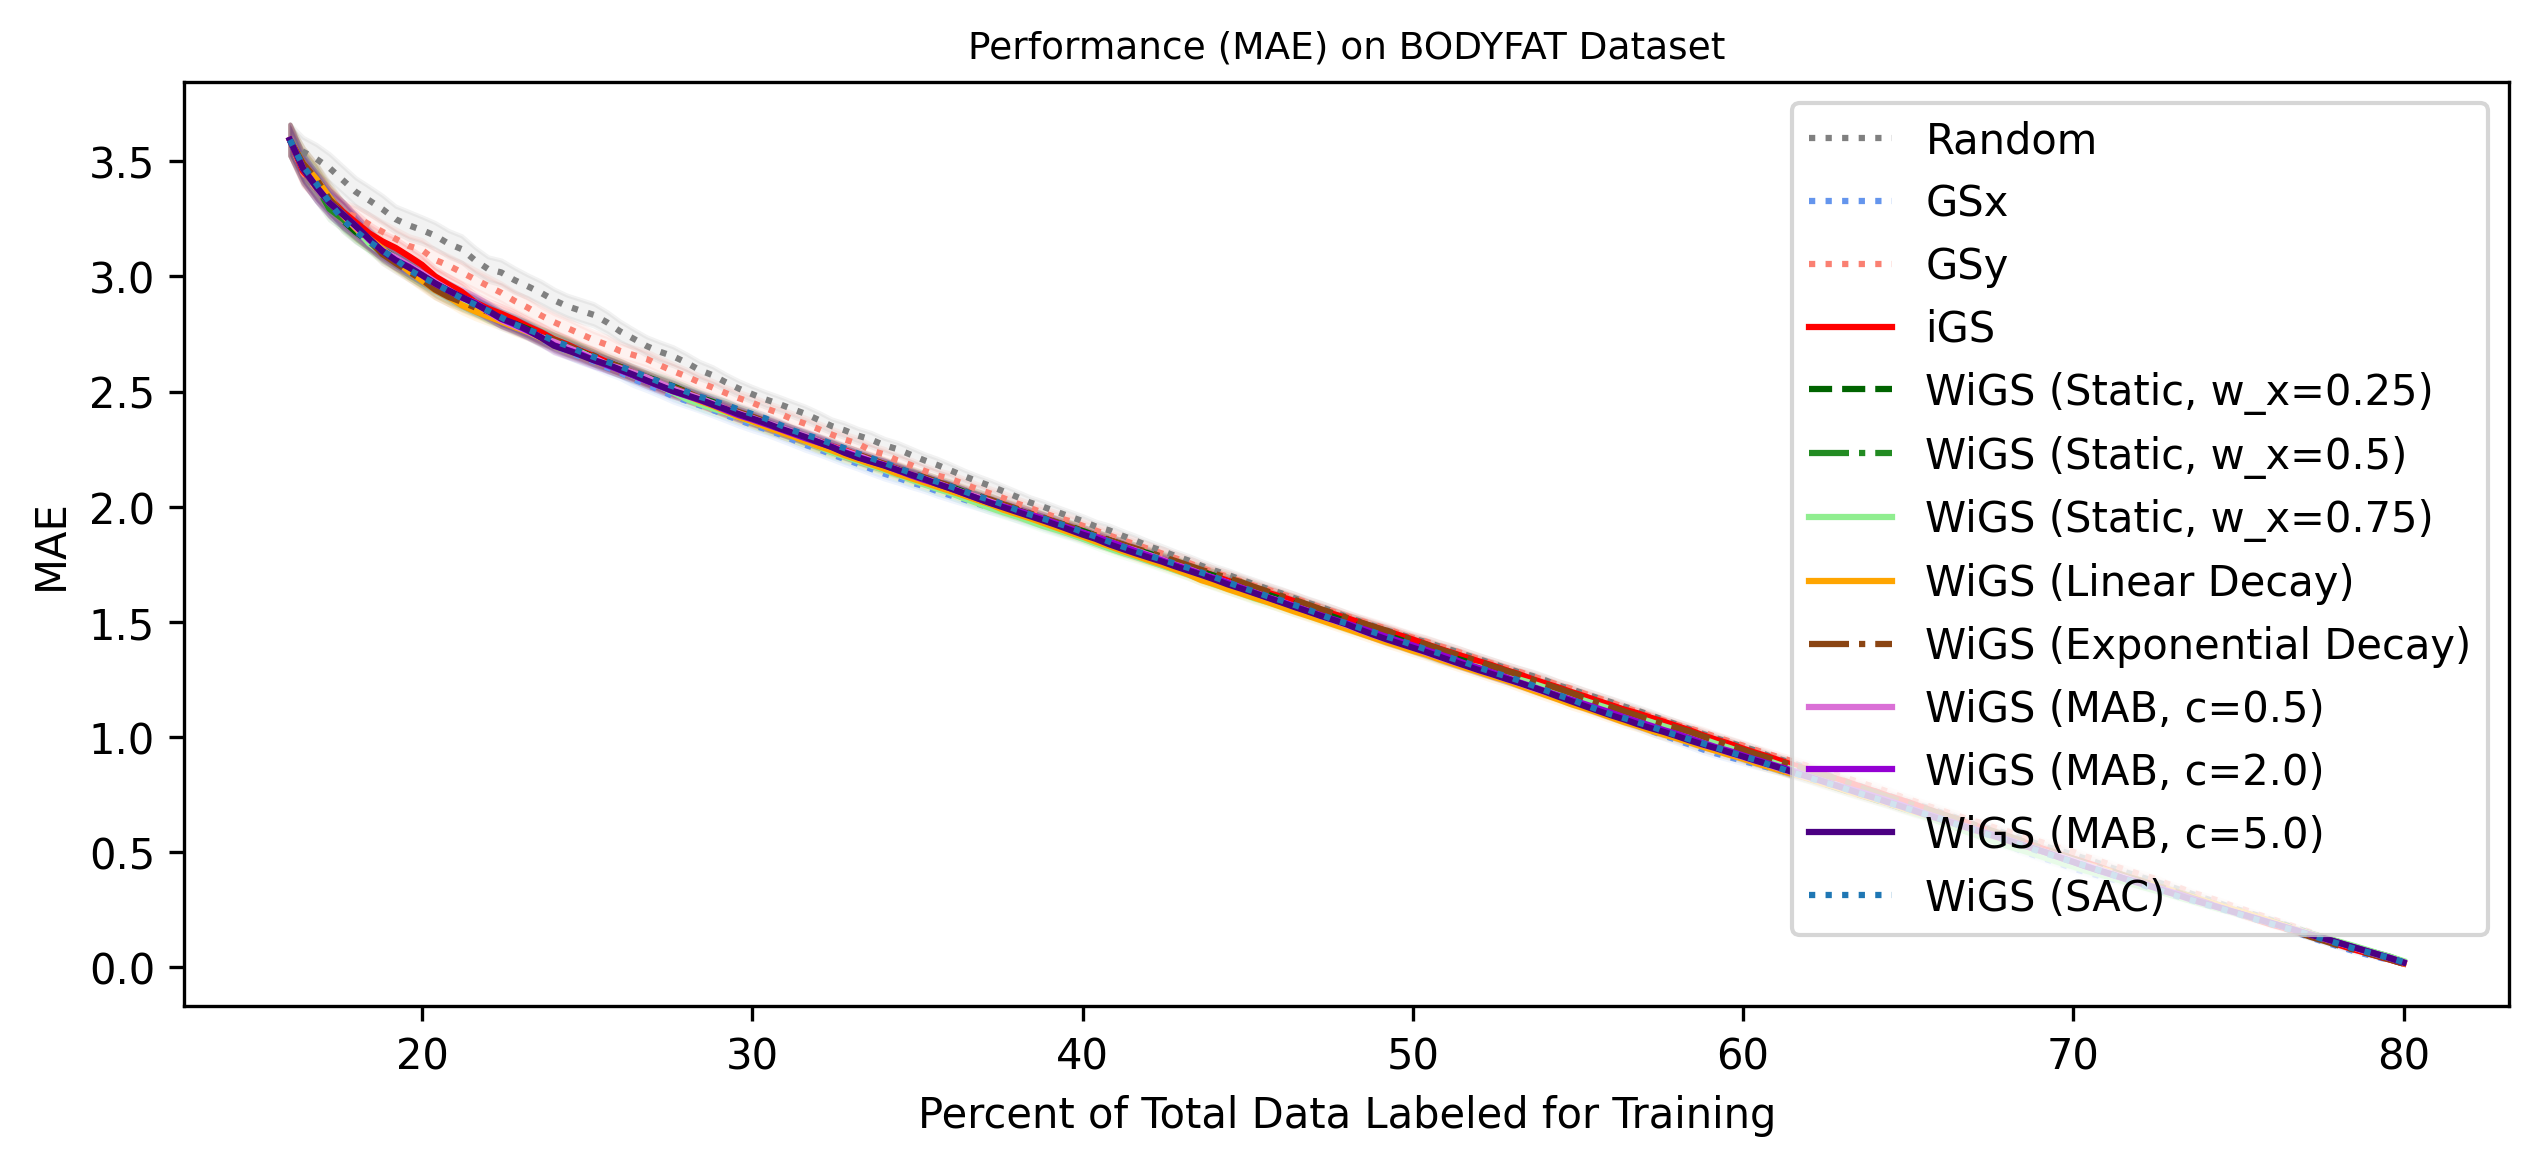 Performance (MAE) on BODYFAT Dataset
MAE
3.5
3.0
2.5
2.0
1.5
1.0
0.5
0.0
20 30 40 50 60 70 80
Percent of Total Data Labeled for Training
Random
GSx
GSy
iGS
WiGS (Static, w_x=0.25)
WiGS (Static, w_x=0.5)
WiGS (Static, w_x=0.75)
WiGS (Linear Decay)
WiGS (Exponential Decay)
WiGS (MAB, c=0.5)
WiGS (MAB, c=2.0)
WiGS (MAB, c=5.0)
WiGS (SAC)